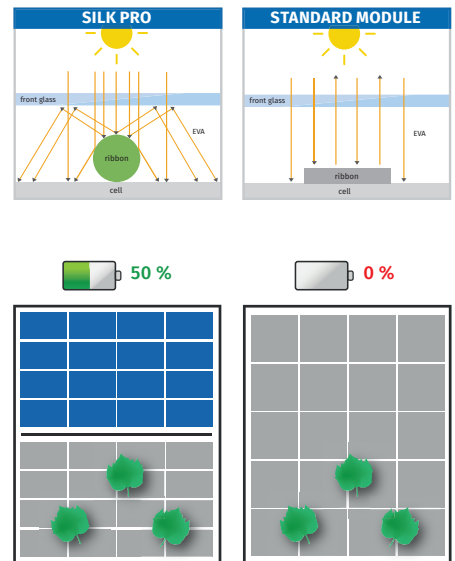 SILK PRO
front glass
EVA
ribbon
cell
STANDARD MODULE
front glass
EVA
ribbon
cell
50 %
0 %